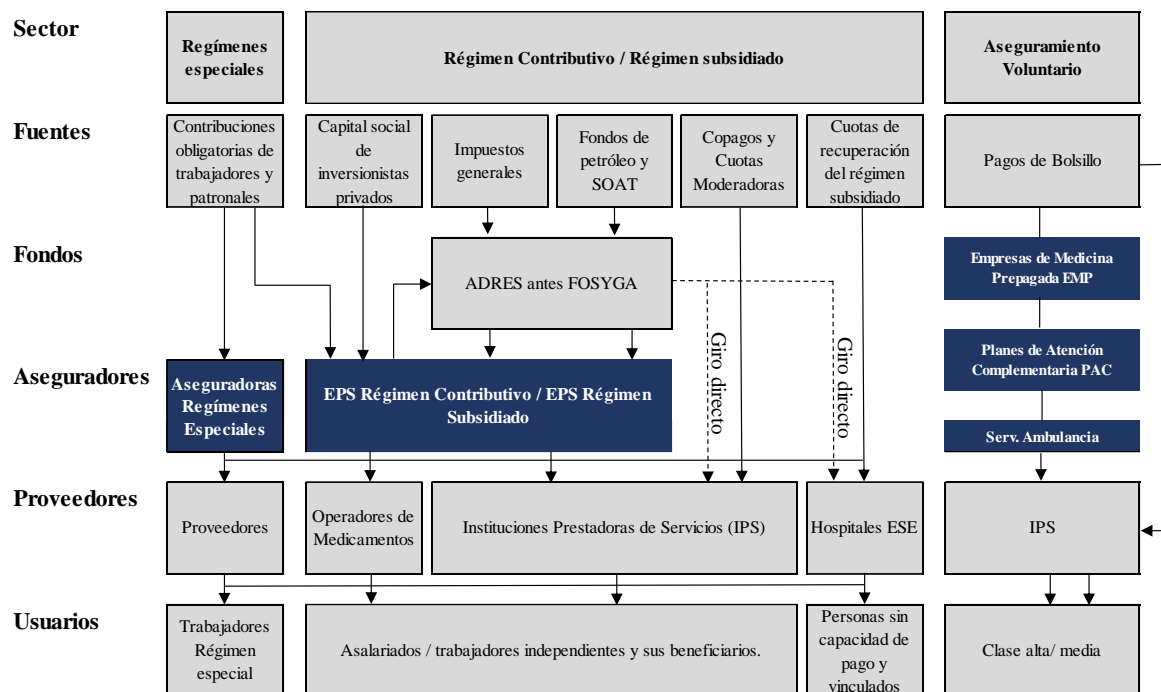 Sector
Regímenes
especiales
Régimen Contributivo / Régimen subsidiado
Aseguramiento
Voluntario
Fuentes
Contribuciones
obligatorias de
trabajadores y
patronales
Capital social
de
inversionistas
privados
Impuestos
generales
Fondos de
petróleo y
SOAT
Copagos y
Cuotas
Moderadoras
Cuotas de
recuperación
del régimen
subsidiado
Pagos de Bolsillo
Fondos
ADRES antes FOSYGA
Empresas de Medicina
Prepagada EMP
Giro directo
Giro directo
Aseguradores
Aseguradoras
Regímenes
Especiales
EPS Régimen Contributivo / EPS Régimen
Subsidiado
Planes de Atención
Complementaria PAC
Serv. Ambulancia
Proveedores
Proveedores
Operadores de
Medicamentos
Instituciones Prestadoras de Servicios (IPS)
Hospitales ESE
IPS
Usuarios
Trabajadores
Régimen
especial
Asalariados / trabajadores independientes y sus beneficiarios.
Personas sin
capacidad de
pago y
vinculados
Clase alta/ media